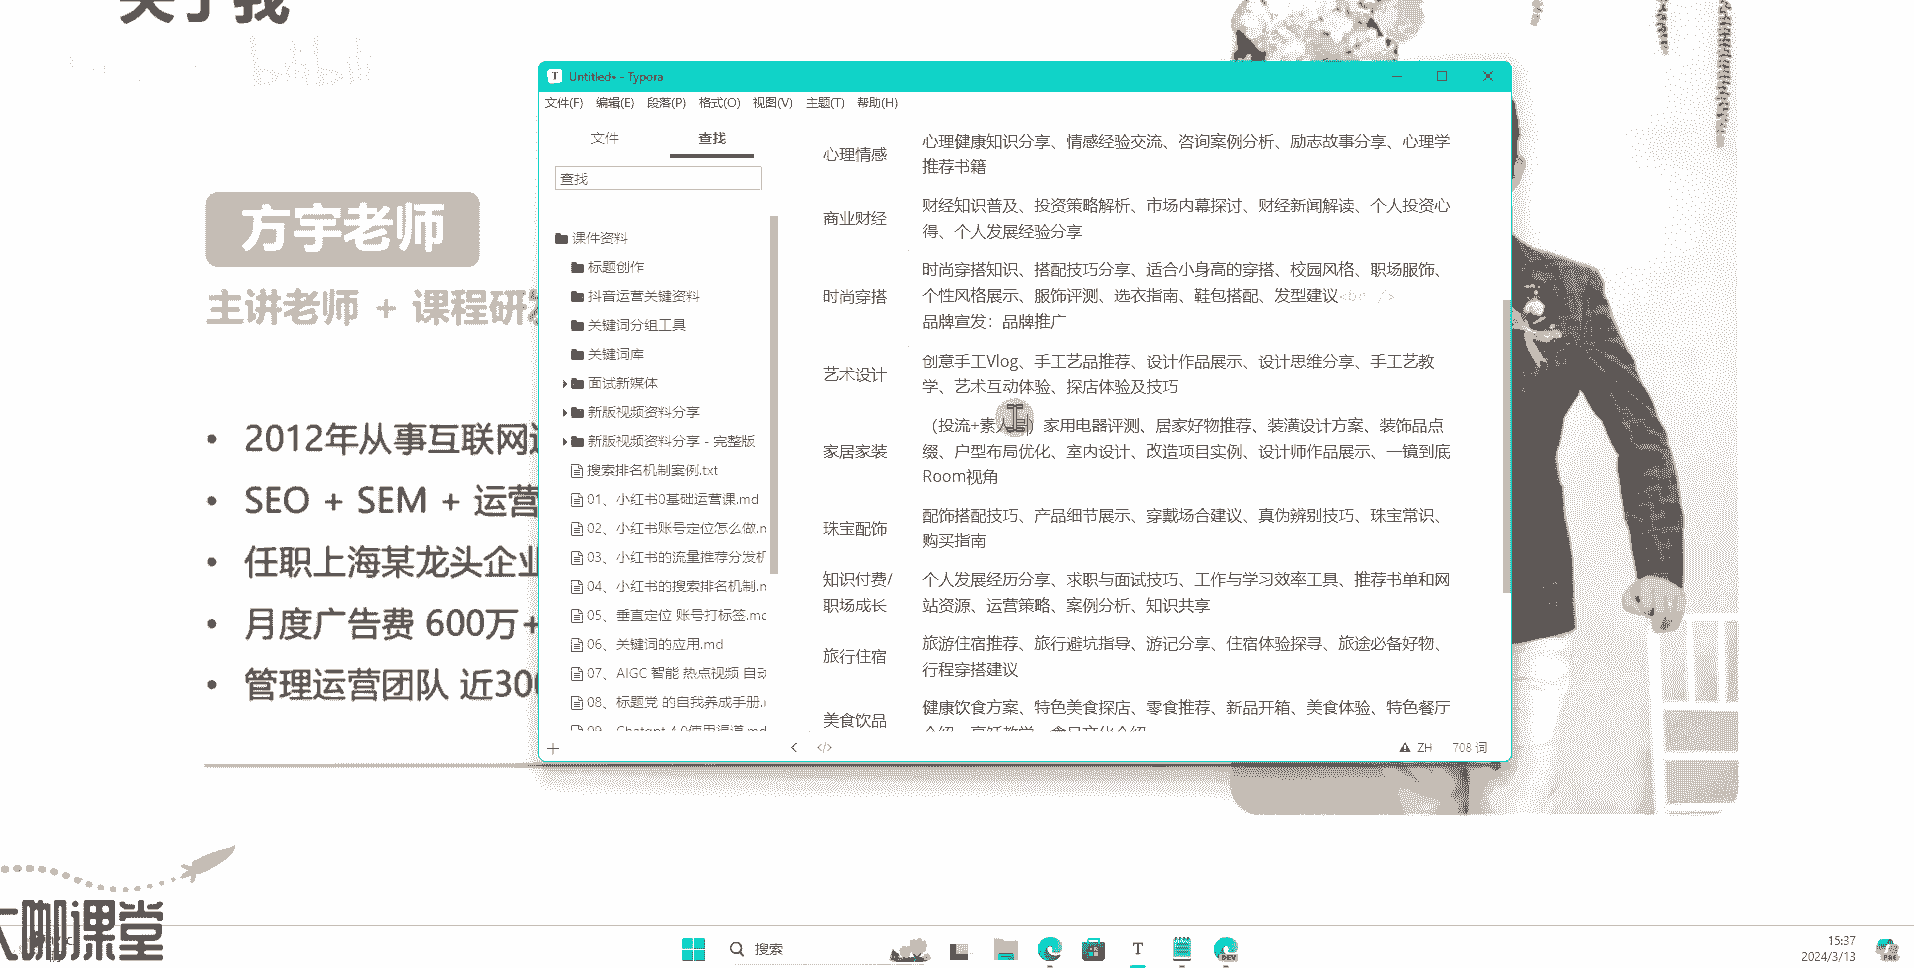 关于我
bilibili
方宇老师
主讲老师 + 课程研发
2012年从事互联网
SEO + SEM + 运营
任职上海某龙头企业
月度广告费 600万+
管理运营团队 近300
Untitled• - Typora
文件(F) 编辑(E) 段落(P) 格式(O) 视图(V) 主题(T) 帮助(H)
文件 查找
查找
课件资料
标题创作
抖音运营关键资料
关键词分组工具
关键词库
面试新媒体
新版视频资料分享
新版视频资料分享 - 完整版
搜索排名机制案例.txt
01、小红书0基础运营课.md
02、小红书账号定位怎么做.m
03、小红书的流量推荐分发机
04、小红书的搜索排名机制.m
05、垂直定位 账号打标签.md
06、关键词的应用.md
07、AIGC 智能 热点视频 自动
08、标题党 的自我养成手册.
09、Chatgpt 4.0使用渠道.md
心理情感
心理健康知识分享、情感经验交流、咨询案例分析、励志故事分享、心理学
推荐书籍
商业财经
财经知识普及、投资策略解析、市场内幕探讨、财经新闻解读、个人投资心
得、个人发展经验分享
时尚穿搭
时尚穿搭知识、搭配技巧分享、适合小身高的穿搭、校园风格、职场服饰、
个性风格展示、服饰评测、选衣指南、鞋包搭配、发型建议<br />
品牌宣发：品牌推广
艺术设计
创意手工Vlog、手工艺品推荐、设计作品展示、设计思维分享、手工艺教
学、艺术互动体验、探店体验及技巧
家居家装
（投流+素人 ）家用电器评测、居家好物推荐、装潢设计方案、装饰品点
缀、户型布局优化、室内设计、改造项目实例、设计师作品展示、一镜到底
Room视角
珠宝配饰
配饰搭配技巧、产品细节展示、穿戴场合建议、真伪辨别技巧、珠宝常识、
购买指南
知识付费/
职场成长
个人发展经历分享、求职与面试技巧、工作与学习效率工具、推荐书单和网
站资源、运营策略、案例分析、知识共享
旅行住宿
旅游住宿推荐、旅行避坑指导、游记分享、住宿体验探寻、旅途必备好物、
行程穿搭建议
美食饮品
健康饮食方案、特色美食探店、零食推荐、新品开箱、美食体验、特色餐厅
介绍、烹饪教学、食品文化介绍
ZH 708 词
大咖课堂
搜索
15:37
2024/3/13